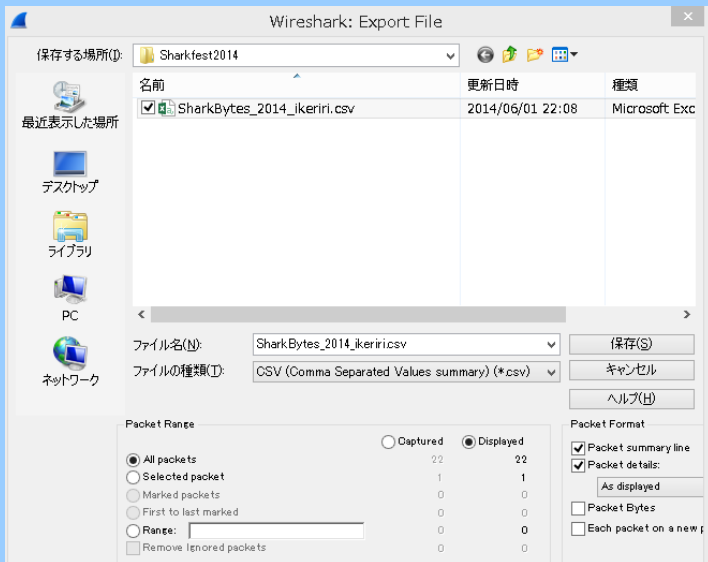 Wireshark: Export File
保存する場所(I):
Sharkfest2014
名前
更新日時
種類
SharkBytes_2014_ikeriri.csv
2014/06/01 22:08
Microsoft Exc
最近表示した場所
デスクトップ
ライブラリ
PC
ネットワーク
ファイル名(N):
SharkBytes_2014_ikeriri.csv
保存(S)
ファイルの種類(T):
CSV (Comma Separated Values summary) (*.csv)
キャンセル
ヘルプ(H)
Packet Range
Captured
Displayed
All packets
22
22
Selected packet
1
1
Marked packets
0
0
First to last marked
0
0
Range:
0
0
Remove Ignored packets
0
0
Packet Format
Packet summary line
Packet details:
As displayed
Packet Bytes
Each packet on a new p